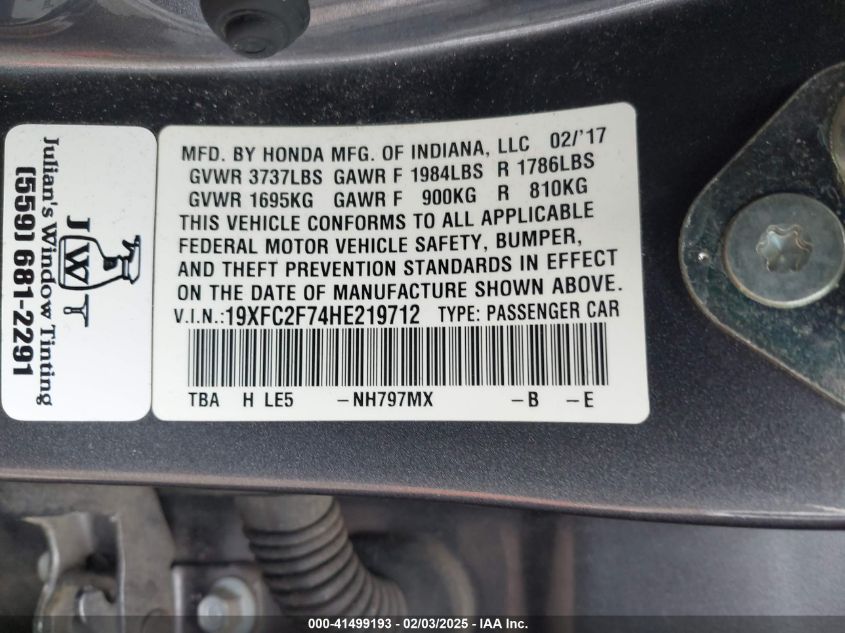 MFD. BY HONDA MFG. OF INDIANA, LLC 02/'17
GVWR 3737LBS GAWR F 1984LBS R 1786LBS
GVWR 1695KG GAWR F 900KG R 810KG
THIS VEHICLE CONFORMS TO ALL APPLICABLE
FEDERAL MOTOR VEHICLE SAFETY, BUMPER,
AND THEFT PREVENTION STANDARDS IN EFFECT
ON THE DATE OF MANUFACTURE SHOWN ABOVE.
V.I.N.:19XFC2F74HE219712 TYPE: PASSENGER CAR
TBA H LE5 -NH797MX -B -E
JWT
Julian's Window Tinting
(559) 681-2291
000-41499193 - 02/03/2025 - IAA Inc.